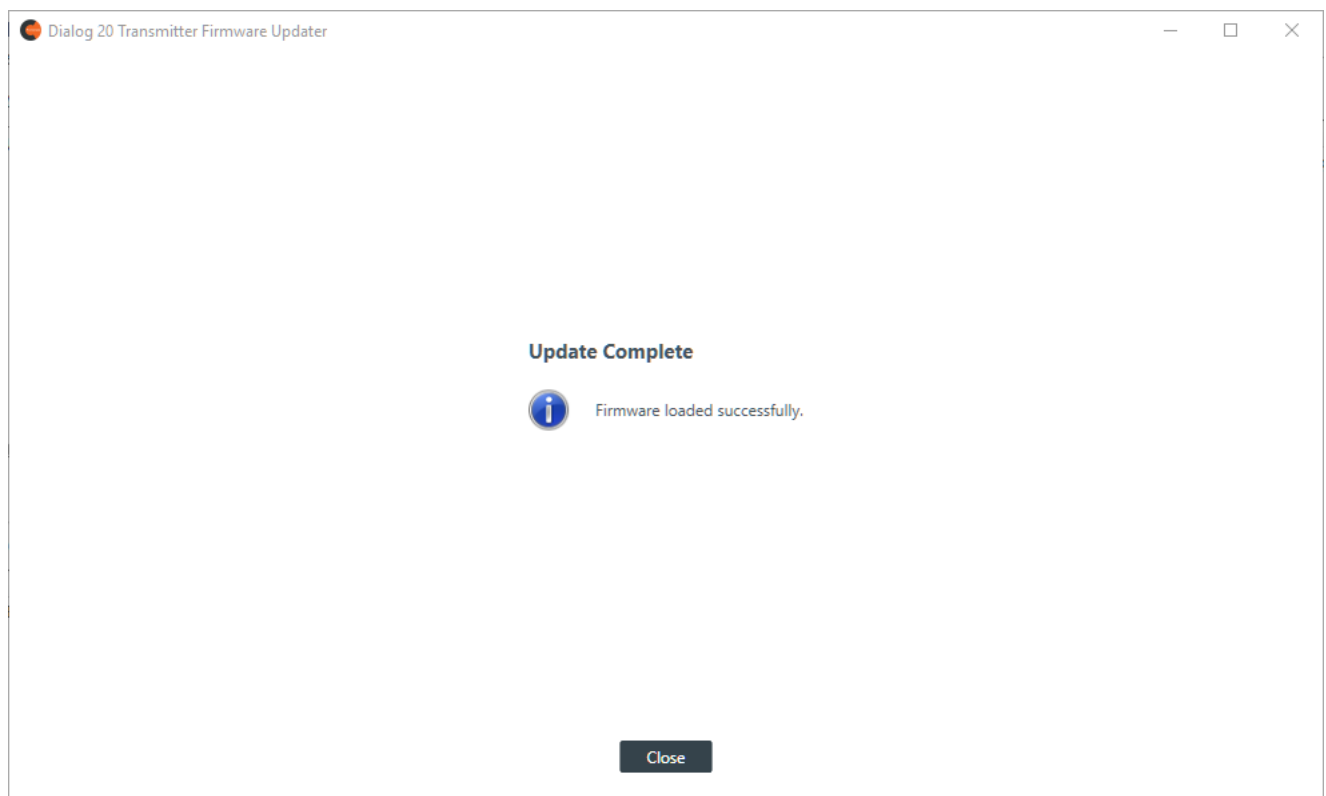 Dialog 20 Transmitter Firmware Updater
Update Complete
Firmware loaded successfully.
Close